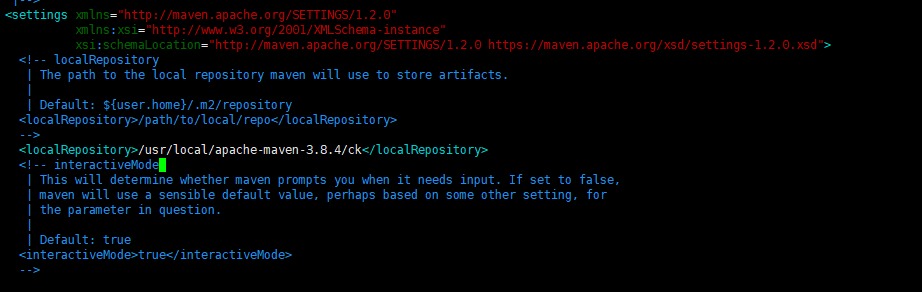 |-->
<settings xmlns="http://maven.apache.org/SETTINGS/1.2.0"
xmlns:xsi="http://www.w3.org/2001/XMLSchema-instance"
xsi:schemaLocation="http://maven.apache.org/SETTINGS/1.2.0 https://maven.apache.org/xsd/settings-1.2.0.xsd">
<!-- localRepository
| The path to the local repository maven will use to store artifacts.
|
| Default: ${user.home}/.m2/repository
<localRepository>/path/to/local/repo</localRepository>
-->
<localRepository>/usr/local/apache-maven-3.8.4/ck</localRepository>
<!-- interactiveMode
| This will determine whether maven prompts you when it needs input. If set to false,
| maven will use a sensible default value, perhaps based on some other setting, for
| the parameter in question.
|
| Default: true
<interactiveMode>true</interactiveMode>
-->